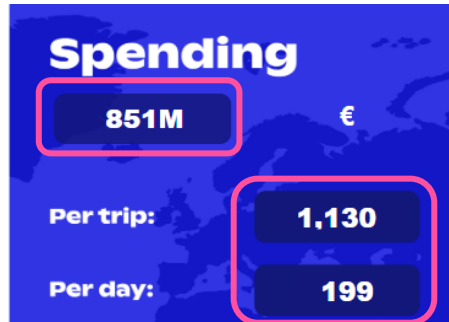 Spending
851M €
Per trip: 1,130
Per day: 199